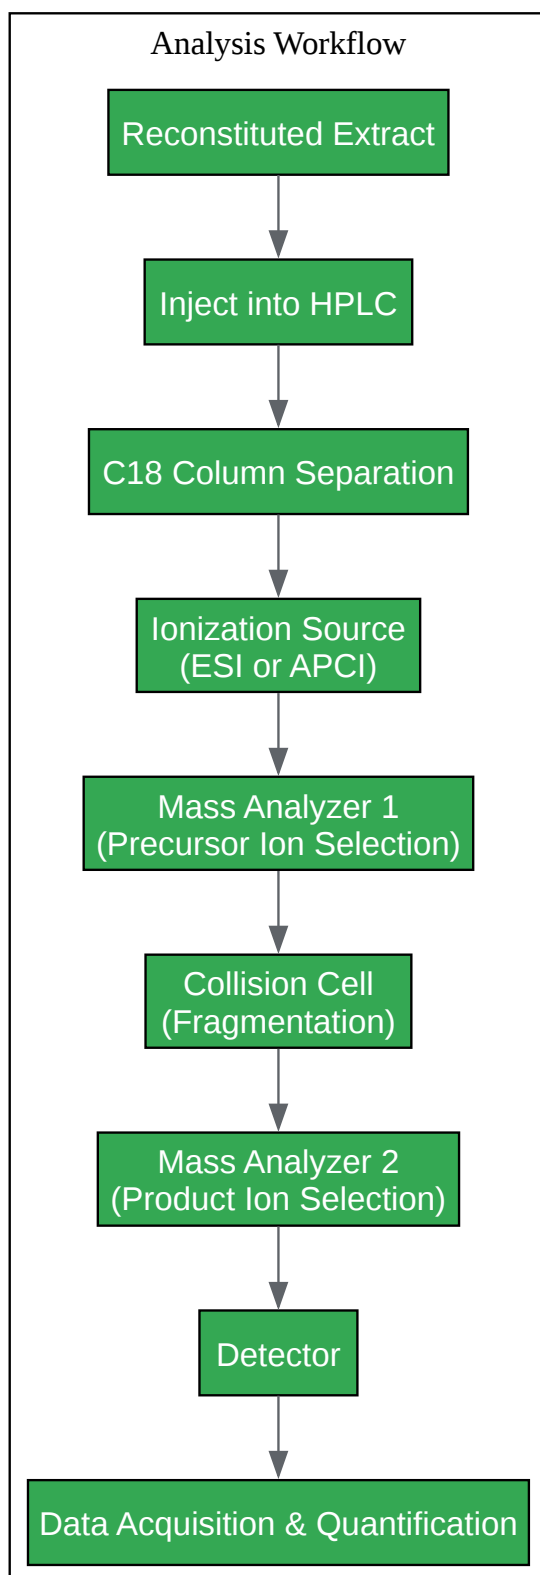 Analysis Workflow
Reconstituted Extract
Inject into HPLC
C18 Column Separation
Ionization Source
(ESI or APCI)
Mass Analyzer 1
(Precursor Ion Selection)
Collision Cell
(Fragmentation)
Mass Analyzer 2
(Product Ion Selection)
Detector
Data Acquisition & Quantification